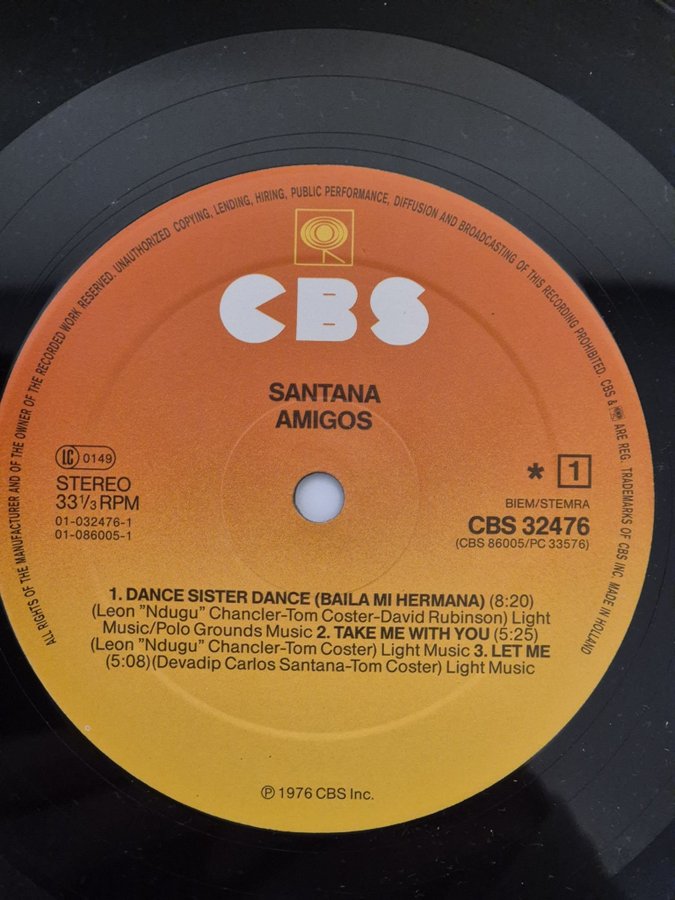 ALL RIGHTS OF THE MANUFACTURER AND OF THE OWNER OF THE RECORDED WORK RESERVED. UNAUTHORIZED COPYING, LENDING, HIRING, PUBLIC PERFORMANCE, DIFFUSION AND BROADCASTING OF THIS RECORDING PROHIBITED. CBS & ARE REG. TRADEMARKS OF CBS INC. MADE IN HOLLAND
CBS
SANTANA
AMIGOS
LC 0149
STEREO
33 1/3 RPM
01-032476-1
01-086005-1
* 1
BIEM/STEMRA
CBS 32476
(CBS 86005/PC 33576)
1. DANCE SISTER DANCE (BAILA MI HERMANA) (8:20)
(Leon "Ndugu" Chancler-Tom Coster-David Rubinson) Light
Music/Polo Grounds Music 2. TAKE ME WITH YOU (5:25)
(Leon "Ndugu" Chancler-Tom Coster) Light Music 3. LET ME
(5:08)(Devadip Carlos Santana-Tom Coster) Light Music
℗ 1976 CBS Inc.